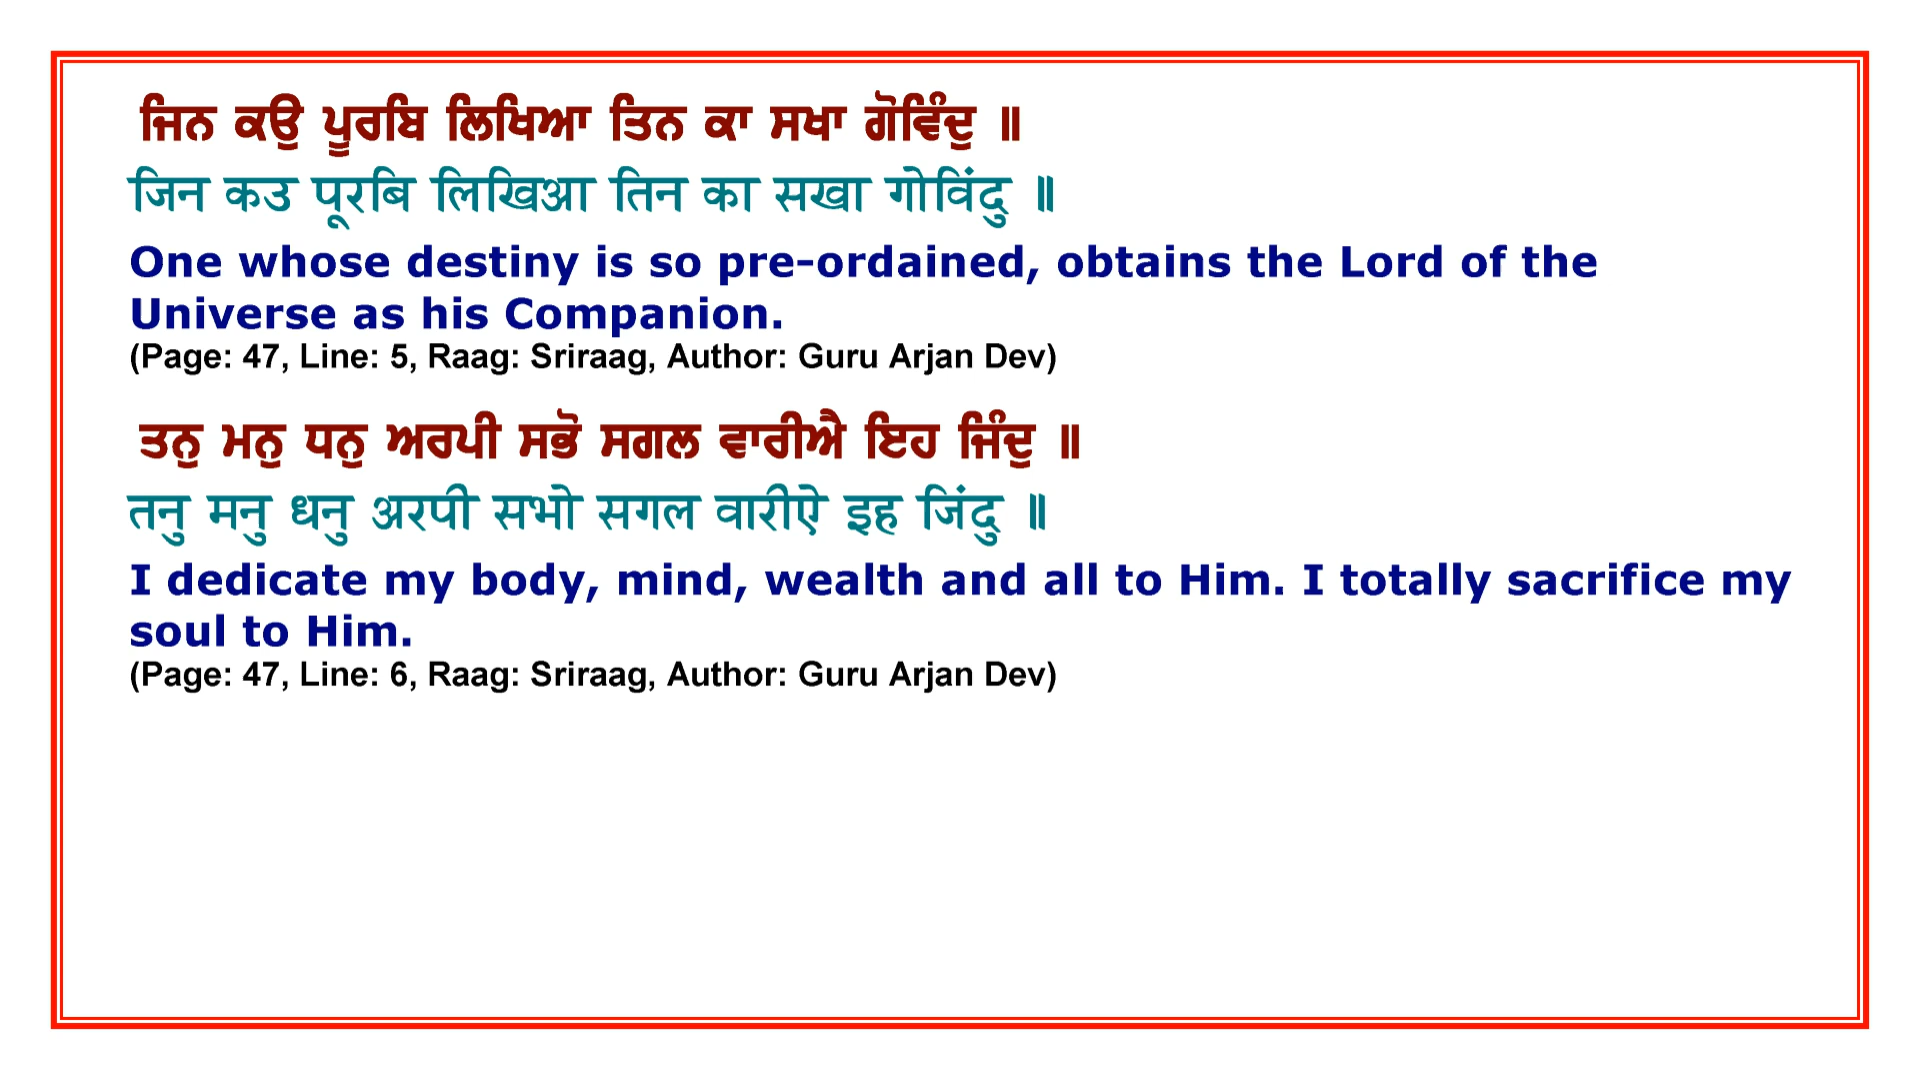 ਜਿਨ ਕਉ ਪੂਰਬਿ ਲਿਖਿਆ ਤਿਨ ਕਾ ਸਖਾ ਗੋਵਿੰਦੁ ॥
जिन कउ पूरबि लिखिआ तिन का सखा गोविंदु ॥
One whose destiny is so pre-ordained, obtains the Lord of the
Universe as his Companion.
(Page: 47, Line: 5, Raag: Sriraag, Author: Guru Arjan Dev)
ਤਨੁ ਮਨੁ ਧਨੁ ਅਰਪੀ ਸਭੋ ਸਗਲ ਵਾਰੀਐ ਇਹ ਜਿੰਦੁ ॥
तनु मनु धनु अरपी सभो सगल वारीऐ इह जिंदु ॥
I dedicate my body, mind, wealth and all to Him. I totally sacrifice my
soul to Him.
(Page: 47, Line: 6, Raag: Sriraag, Author: Guru Arjan Dev)